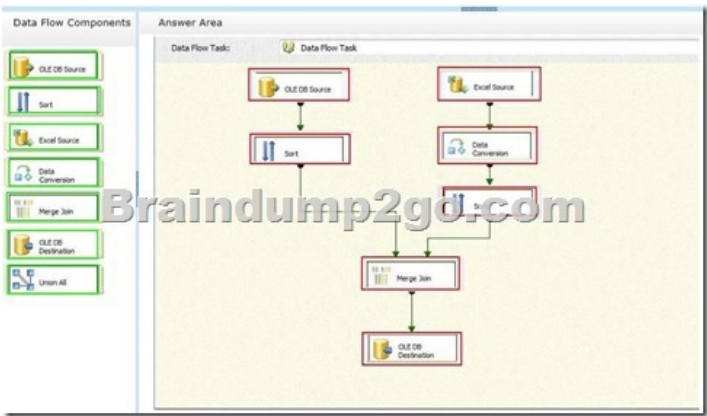 Data Flow Components
Answer Area
Data Flow Task:
Data Flow Task
OLE DB Source
Sort
Excel Source
Data
Conversion
Merge Join
OLE DB
Destination
Union All
OLE DB Source
Excel Source
Sort
Data
Conversion
Braindump2go.com
Merge Join
OLE DB
Destination